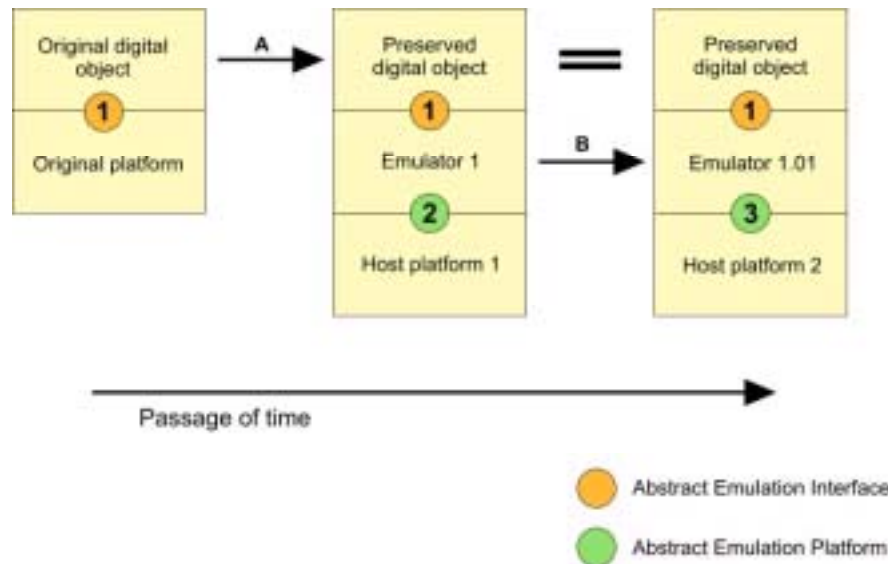 Original digital
object
A
Preserved
digital object
=
Preserved
digital object
1
1
1
Original platform
Emulator 1
B
Emulator 1.01
2
3
Host platform 1
Host platform 2
Passage of time
Abstract Emulation Interface
Abstract Emulation Platform